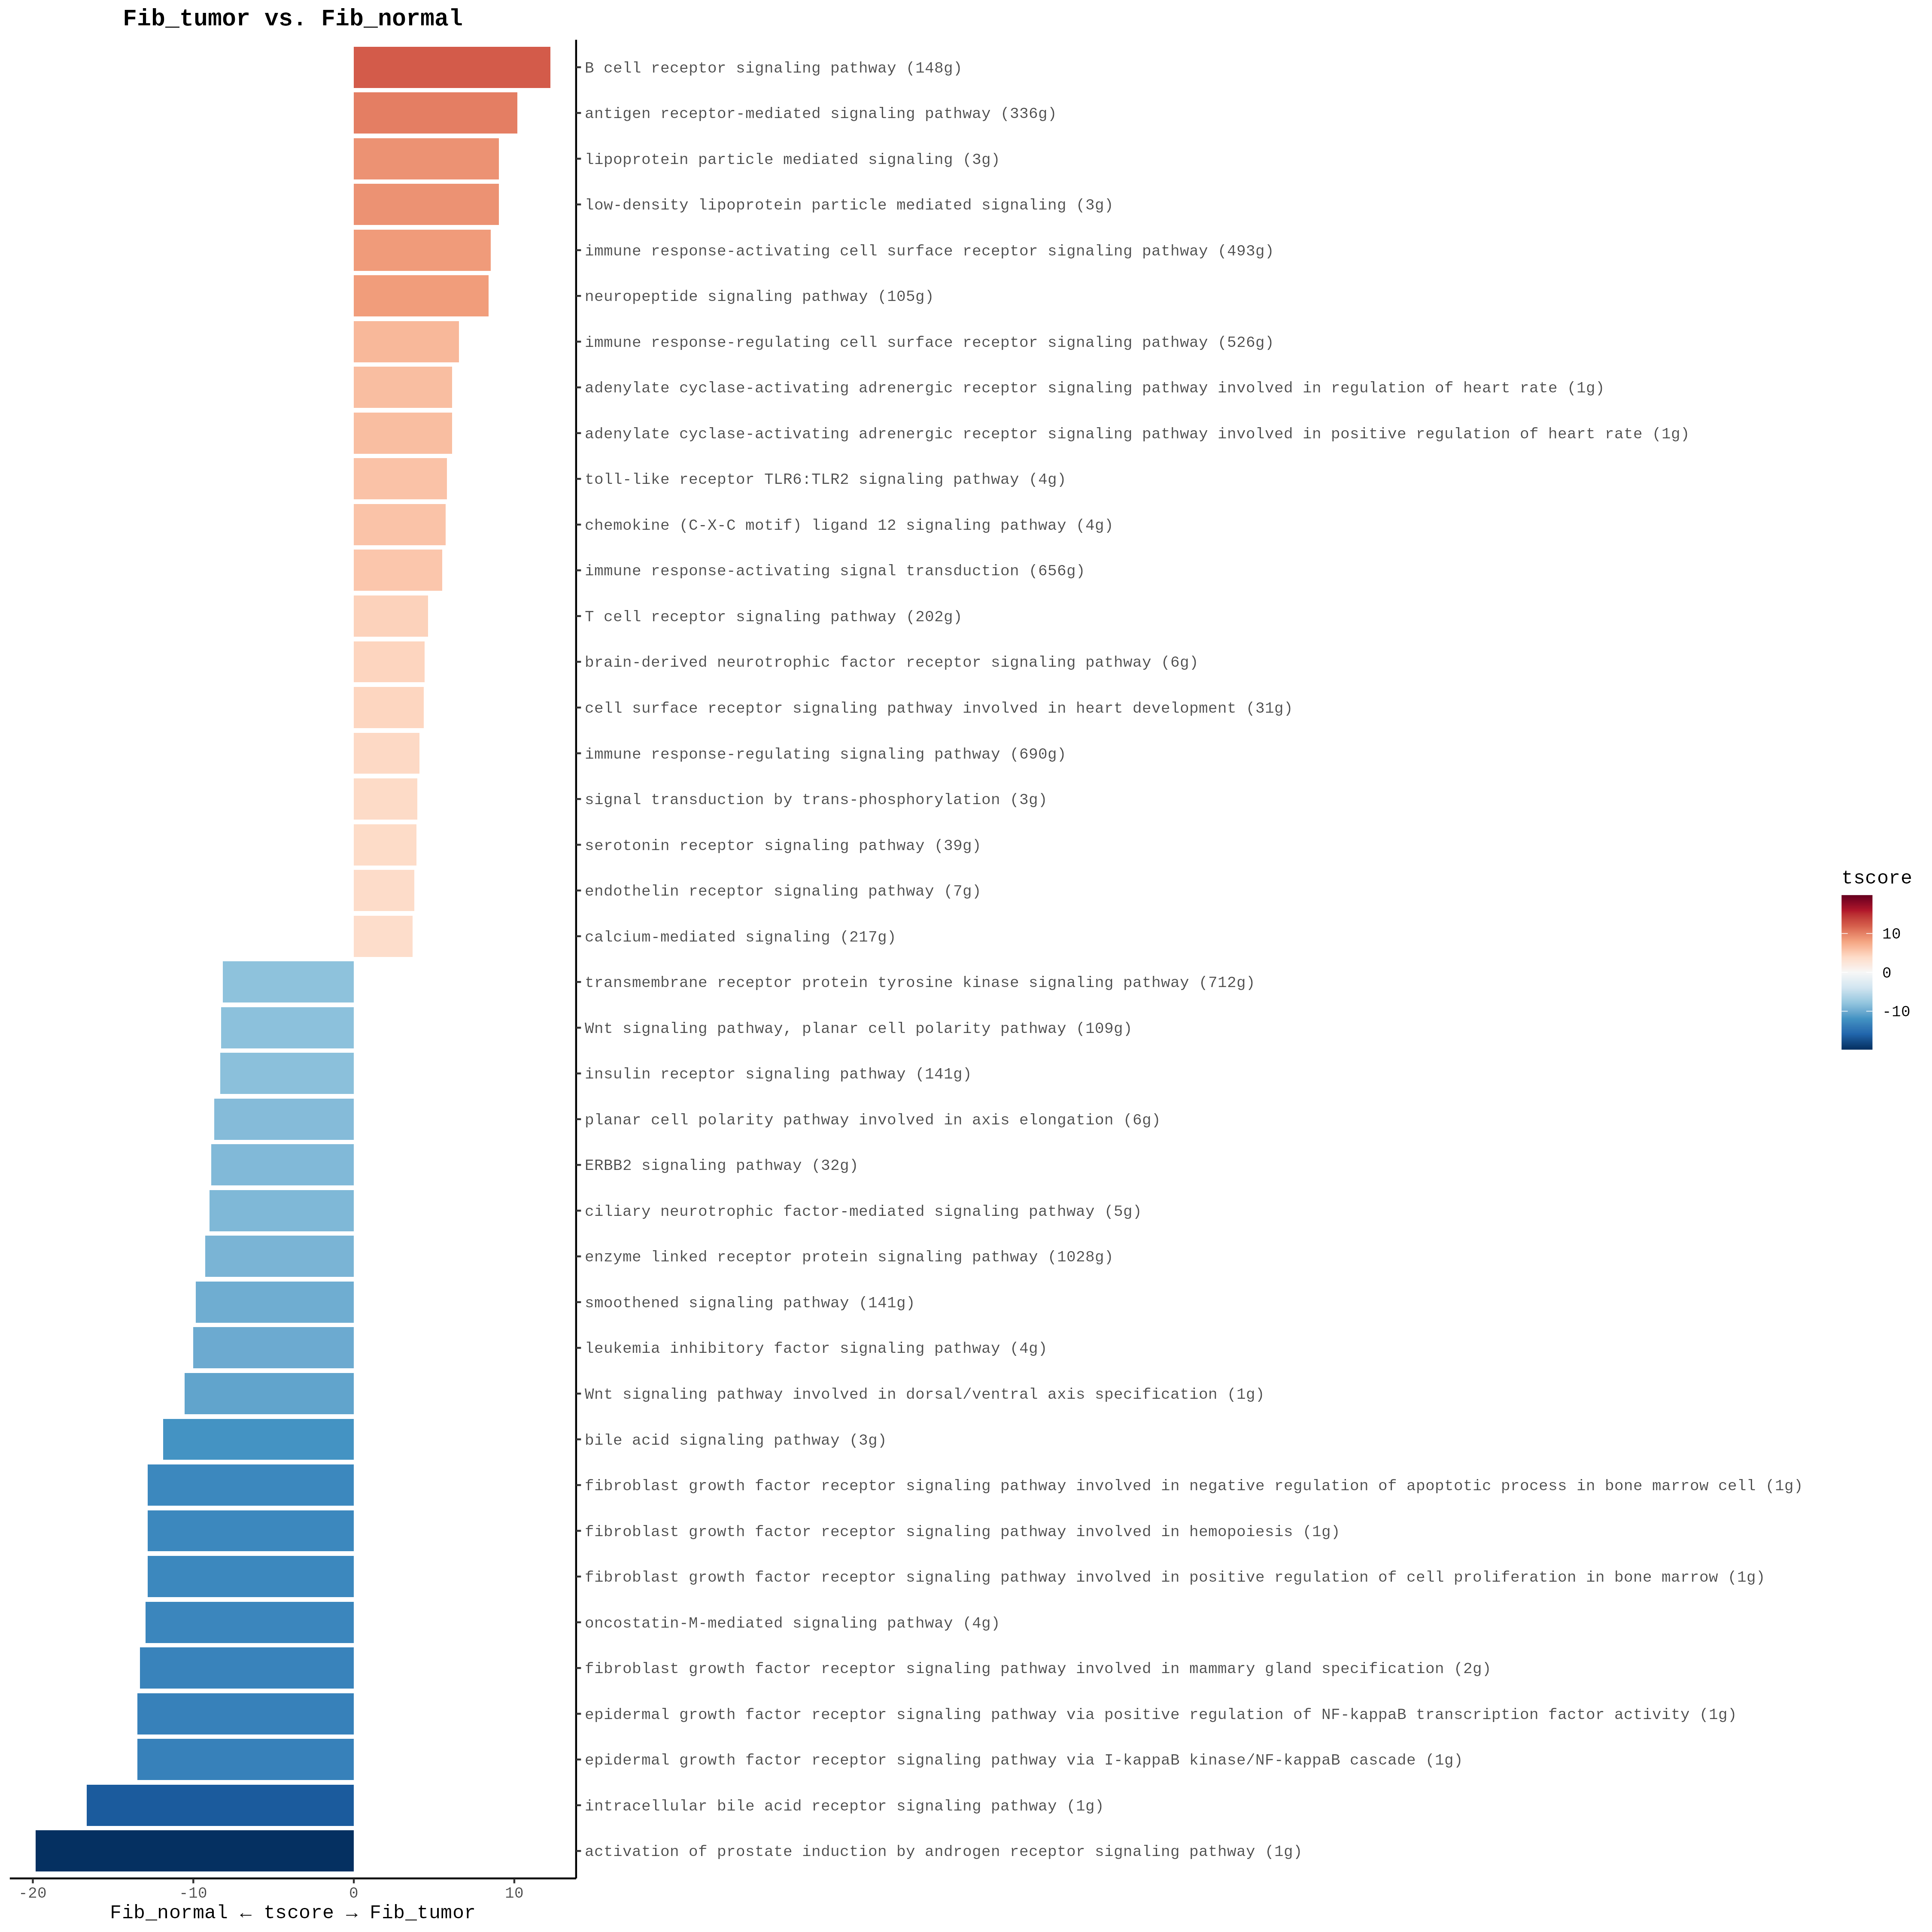 Fib_tumor vs. Fib_normal
B cell receptor signaling pathway (148g)
antigen receptor-mediated signaling pathway (336g)
lipoprotein particle mediated signaling (3g)
low-density lipoprotein particle mediated signaling (3g)
immune response-activating cell surface receptor signaling pathway (493g)
neuropeptide signaling pathway (105g)
immune response-regulating cell surface receptor signaling pathway (526g)
adenylate cyclase-activating adrenergic receptor signaling pathway involved in regulation of heart rate (1g)
adenylate cyclase-activating adrenergic receptor signaling pathway involved in positive regulation of heart rate (1g)
toll-like receptor TLR6:TLR2 signaling pathway (4g)
chemokine (C-X-C motif) ligand 12 signaling pathway (4g)
immune response-activating signal transduction (656g)
T cell receptor signaling pathway (202g)
brain-derived neurotrophic factor receptor signaling pathway (6g)
cell surface receptor signaling pathway involved in heart development (31g)
immune response-regulating signaling pathway (690g)
signal transduction by trans-phosphorylation (3g)
serotonin receptor signaling pathway (39g)
endothelin receptor signaling pathway (7g)
calcium-mediated signaling (217g)
transmembrane receptor protein tyrosine kinase signaling pathway (712g)
Wnt signaling pathway, planar cell polarity pathway (109g)
insulin receptor signaling pathway (141g)
planar cell polarity pathway involved in axis elongation (6g)
ERBB2 signaling pathway (32g)
ciliary neurotrophic factor-mediated signaling pathway (5g)
enzyme linked receptor protein signaling pathway (1028g)
smoothened signaling pathway (141g)
leukemia inhibitory factor signaling pathway (4g)
Wnt signaling pathway involved in dorsal/ventral axis specification (1g)
bile acid signaling pathway (3g)
fibroblast growth factor receptor signaling pathway involved in negative regulation of apoptotic process in bone marrow cell (1g)
fibroblast growth factor receptor signaling pathway involved in hemopoiesis (1g)
fibroblast growth factor receptor signaling pathway involved in positive regulation of cell proliferation in bone marrow (1g)
oncostatin-M-mediated signaling pathway (4g)
fibroblast growth factor receptor signaling pathway involved in mammary gland specification (2g)
epidermal growth factor receptor signaling pathway via positive regulation of NF-kappaB transcription factor activity (1g)
epidermal growth factor receptor signaling pathway via I-kappaB kinase/NF-kappaB cascade (1g)
intracellular bile acid receptor signaling pathway (1g)
activation of prostate induction by androgen receptor signaling pathway (1g)
-20 -10 0 10
Fib_normal ← tscore → Fib_tumor
tscore
10
0
-10